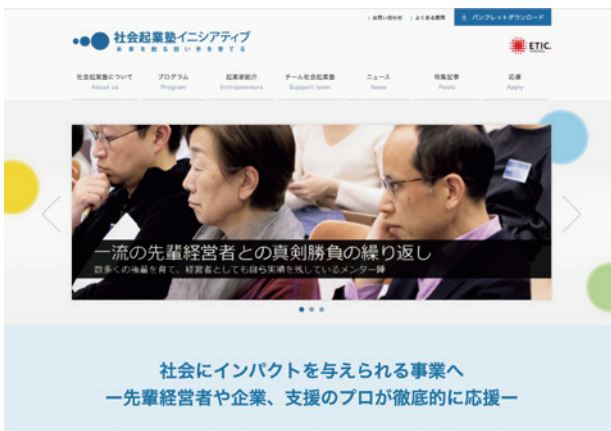 お問い合わせ
よくある質問
パンフレットダウンロード
社会起業塾イニシアティブ
未来を創る担い手を育てる
ETIC.
社会起業塾について
プログラム
起業家紹介
チーム社会起業塾
ニュース
特集記事
応募
About us
Program
Entrepreneurs
Support team
News
Posts
Apply
一流の先輩経営者との真剣勝負の繰り返し
数多くの後輩を育て、経営者としても自ら実績を残しているメンター陣
社会にインパクトを与えられる事業へ
ー先輩経営者や企業、支援のプロが徹底的に応援ー